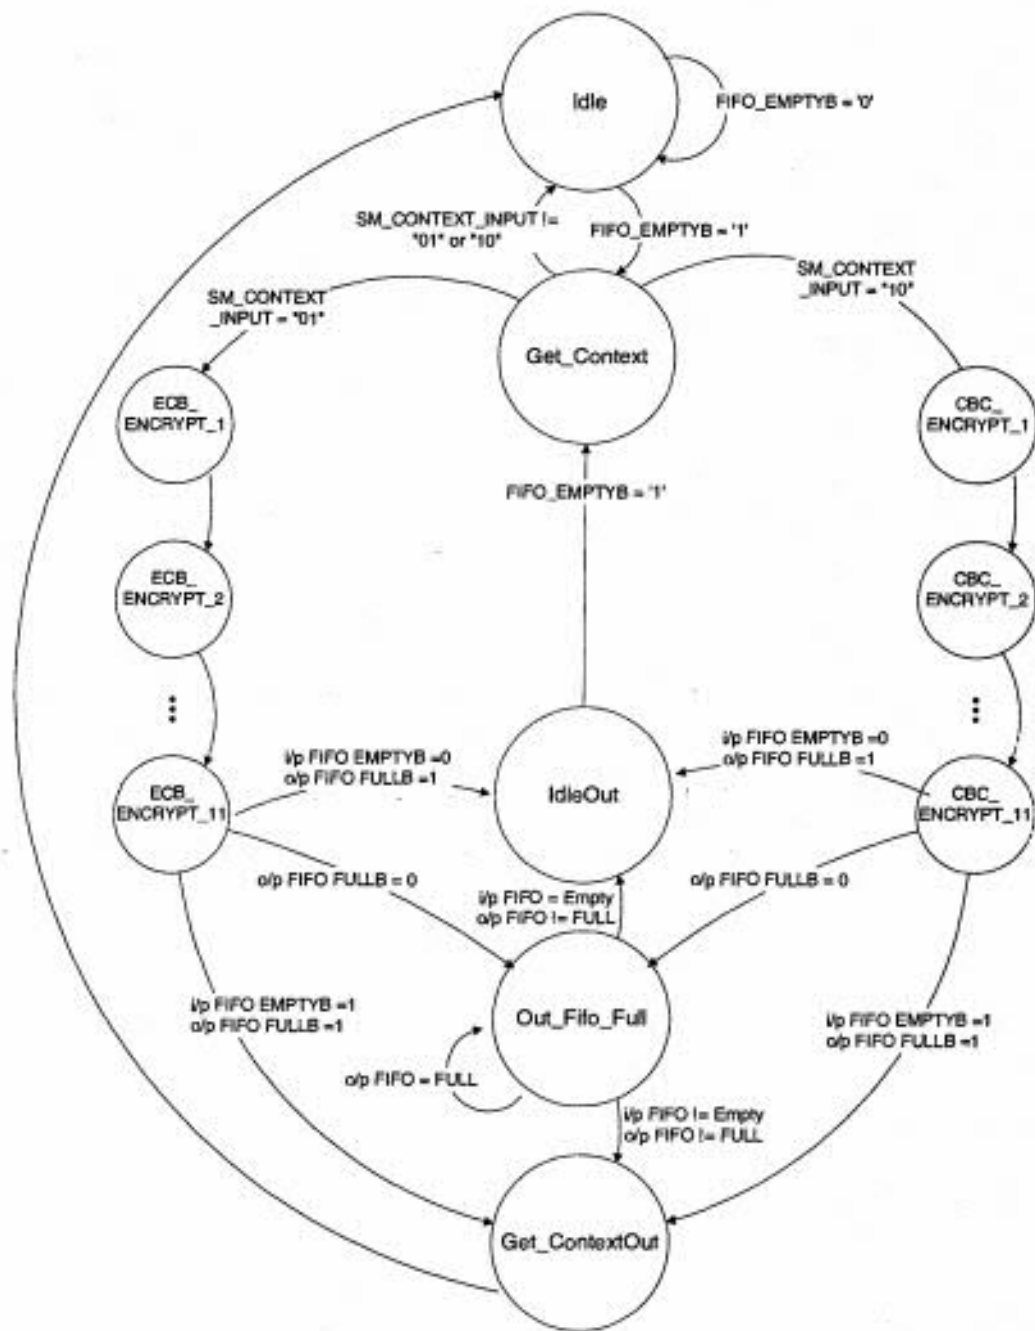 Idle
FIFO_EMPTYB = '0'
SM_CONTEXT_INPUT !=
"01" or "10"
FIFO_EMPTYB = '1'
SM_CONTEXT
_INPUT = "10"
SM_CONTEXT
_INPUT = "01"
Get_Context
ECB_
ENCRYPT_1
CBC_
ENCRYPT_1
FIFO_EMPTYB = '1'
ECB_
ENCRYPT_2
CBC_
ENCRYPT_2
i/p FIFO EMPTYB =0
o/p FIFO FULLB =1
i/p FIFO EMPTYB =0
o/p FIFO FULLB =1
ECB_
ENCRYPT_11
IdleOut
CBC_
ENCRYPT_11
o/p FIFO FULLB = 0
i/p FIFO = Empty
o/p FIFO != FULL
o/p FIFO FULLB = 0
i/p FIFO EMPTYB =1
o/p FIFO FULLB =1
Out_Fifo_Full
i/p FIFO EMPTYB =1
o/p FIFO FULLB =1
o/p FIFO = FULL
i/p FIFO != Empty
o/p FIFO != FULL
Get_ContextOut